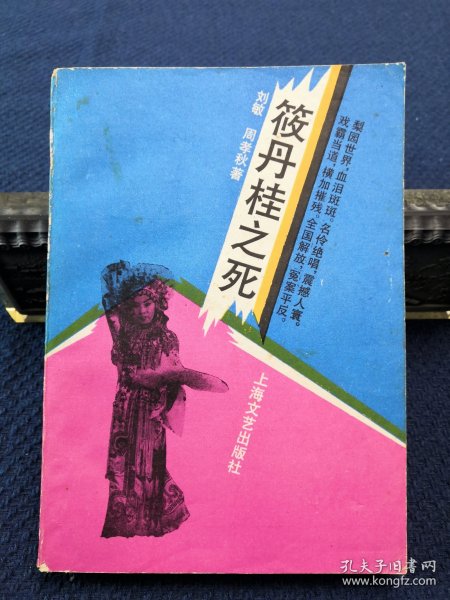 筱丹桂之死
刘敏 周孝秋著
梨园世界,血泪斑斑。名伶绝唱,震撼人寰。
戏霸当道,横加摧残。全国解放,冤案平反。
上海文艺出版社
孔夫子旧书网
www.kongfz.com